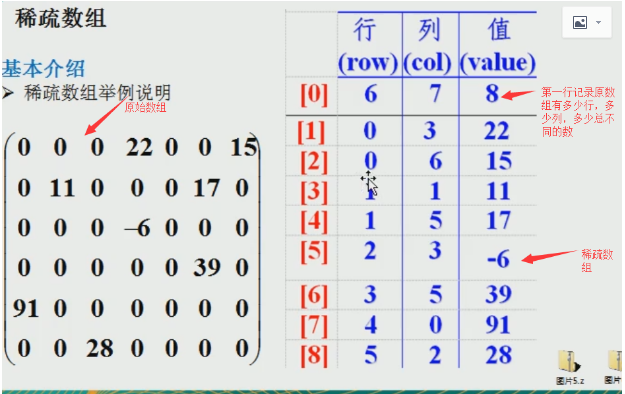 稀疏数组
基本介绍
➤ 稀疏数组举例说明
原始数组
0 0 0 22 0 0 15
0 11 0 0 0 17 0
0 0 0 –6 0 0 0
0 0 0 0 0 39 0
91 0 0 0 0 0 0
0 0 28 0 0 0 0
行 列 值
(row) (col) (value)
[0] 6 7 8
[1] 0 3 22
[2] 0 6 15
[3] 1 1 11
[4] 1 5 17
[5] 2 3 -6
[6] 3 5 39
[7] 4 0 91
[8] 5 2 28
第一行记录原数
组有多少行，多
少列，多少总不
同的数
稀疏数
组
图片5.z
图片